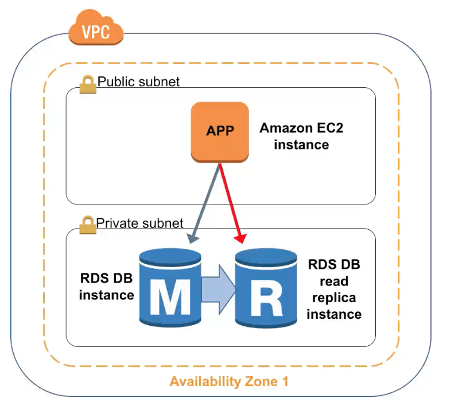 VPC
Public subnet
APP
Amazon EC2
instance
Private subnet
RDS DB
instance
M
R
RDS DB
read
replica
instance
Availability Zone 1